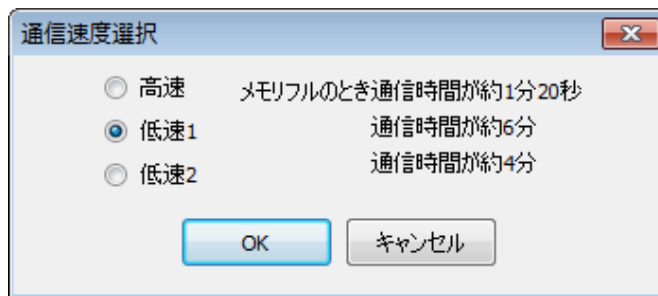 通信速度選択
高速 メモリフルのとき通信時間が約1分20秒
低速1 通信時間が約6分
低速2 通信時間が約4分
OK キャンセル